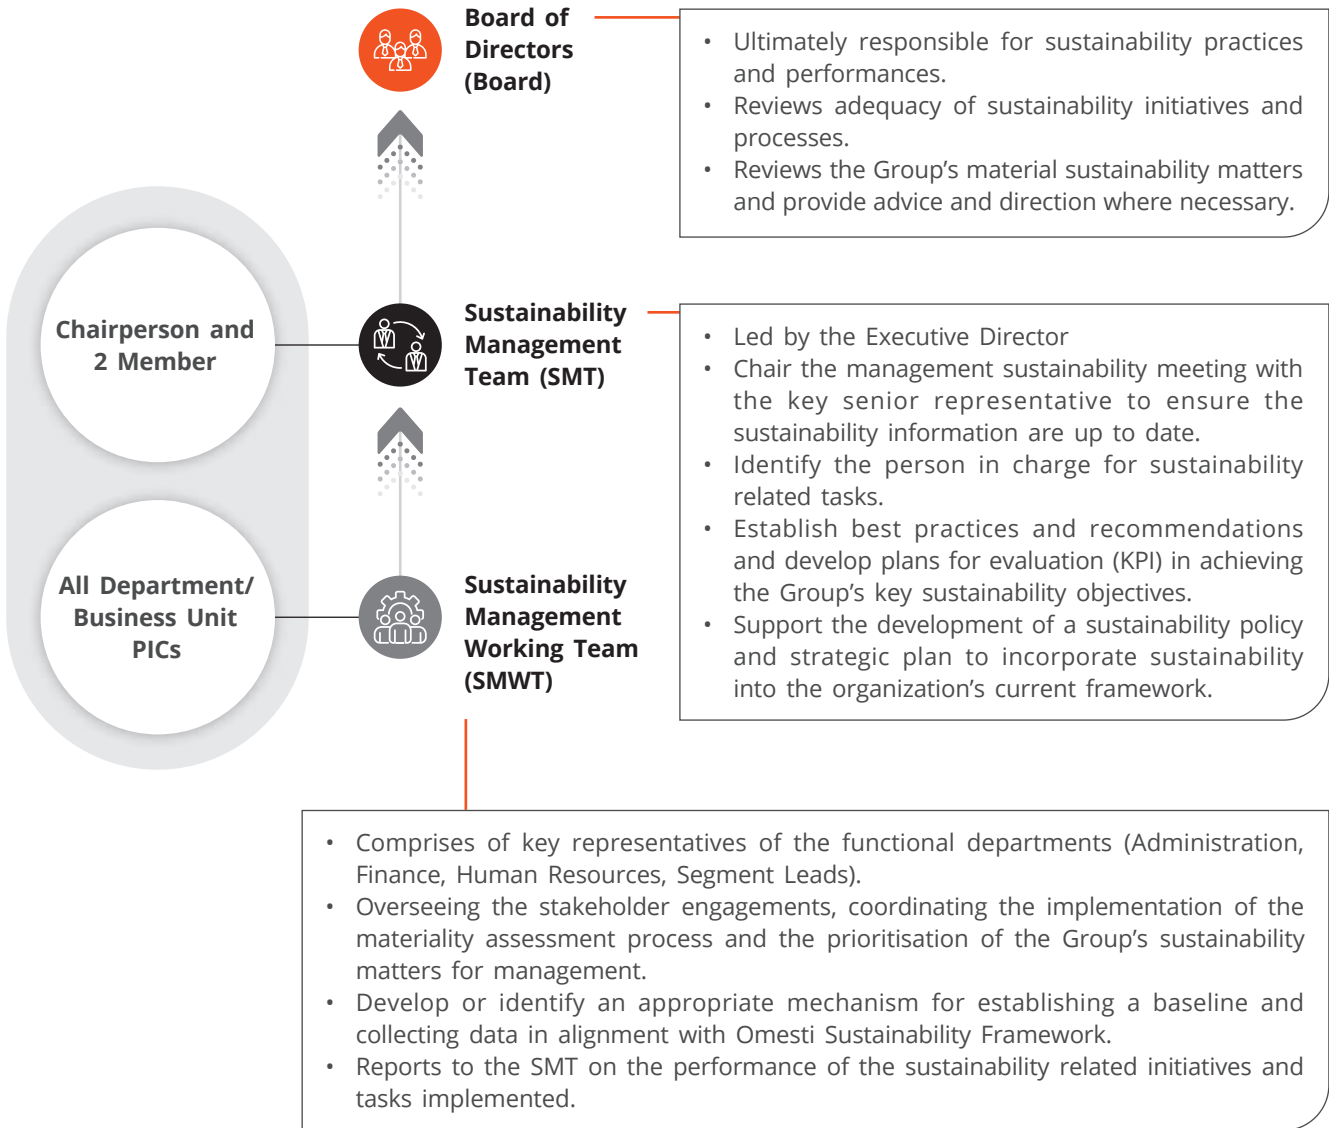 Board of
Directors
(Board)
• Ultimately responsible for sustainability practices
and performances.
• Reviews adequacy of sustainability initiatives and
processes.
• Reviews the Group’s material sustainability matters
and provide advice and direction where necessary.
Chairperson and
2 Member
Sustainability
Management
Team (SMT)
• Led by the Executive Director
• Chair the management sustainability meeting with
the key senior representative to ensure the
sustainability information are up to date.
• Identify the person in charge for sustainability
related tasks.
• Establish best practices and recommendations
and develop plans for evaluation (KPI) in achieving
the Group’s key sustainability objectives.
• Support the development of a sustainability policy
and strategic plan to incorporate sustainability
into the organization’s current framework.
All Department/
Business Unit
PICs
Sustainability
Management
Working Team
(SMWT)
• Comprises of key representatives of the functional departments (Administration,
Finance, Human Resources, Segment Leads).
• Overseeing the stakeholder engagements, coordinating the implementation of the
materiality assessment process and the prioritisation of the Group’s sustainability
matters for management.
• Develop or identify an appropriate mechanism for establishing a baseline and
collecting data in alignment with Omesti Sustainability Framework.
• Reports to the SMT on the performance of the sustainability related initiatives and
tasks implemented.